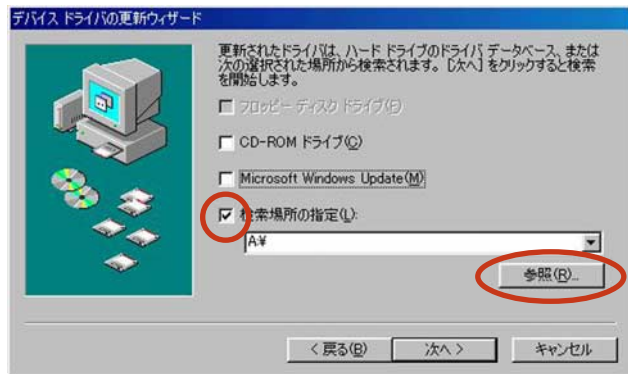 デバイス ドライバの更新ウィザード
更新されたドライバは、ハード ドライブのドライバ データベース、または
次の選択された場所から検索されます。[次へ] をクリックすると検索
を開始します。
フロッピー ディスク ドライブ(F)
CD-ROM ドライブ(C)
Microsoft Windows Update(M)
検索場所の指定(L):
A:¥
参照(R)...
< 戻る(B)
次へ >
キャンセル